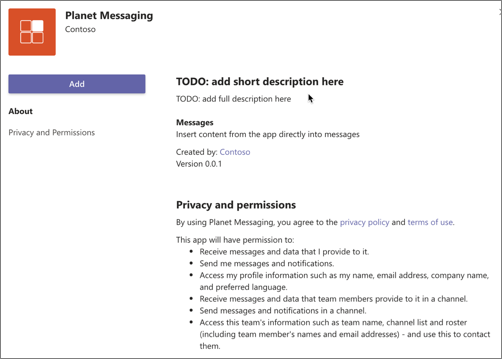 Planet Messaging
Contoso
Add
About
Privacy and Permissions
TODO: add short description here
TODO: add full description here
Messages
Insert content from the app directly into messages
Created by: Contoso
Version 0.0.1
Privacy and permissions
By using Planet Messaging, you agree to the privacy policy and terms of use.
This app will have permission to:
• Receive messages and data that I provide to it.
• Send me messages and notifications.
• Access my profile information such as my name, email address, company name,
and preferred language.
• Receive messages and data that team members provide to it in a channel.
• Send messages and notifications in a channel.
• Access this team's information such as team name, channel list and roster
(including team member's names and email addresses) - and use this to contact
them.